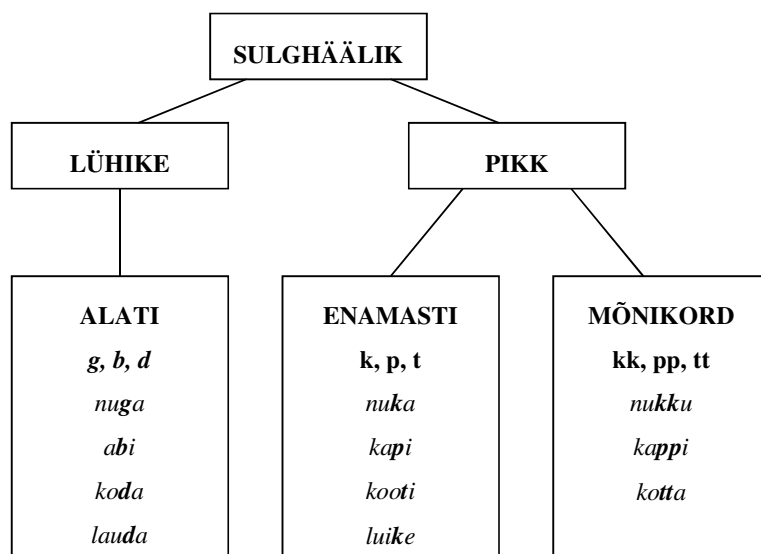 SULGHÄÄLIK
LÜHIKE
PIKK
ALATI
g, b, d
nuga
abi
koda
lauda
ENAMASTI
k, p, t
nuka
kapi
kooti
luike
MÕNIKORD
kk, pp, tt
nukku
kappi
kotta